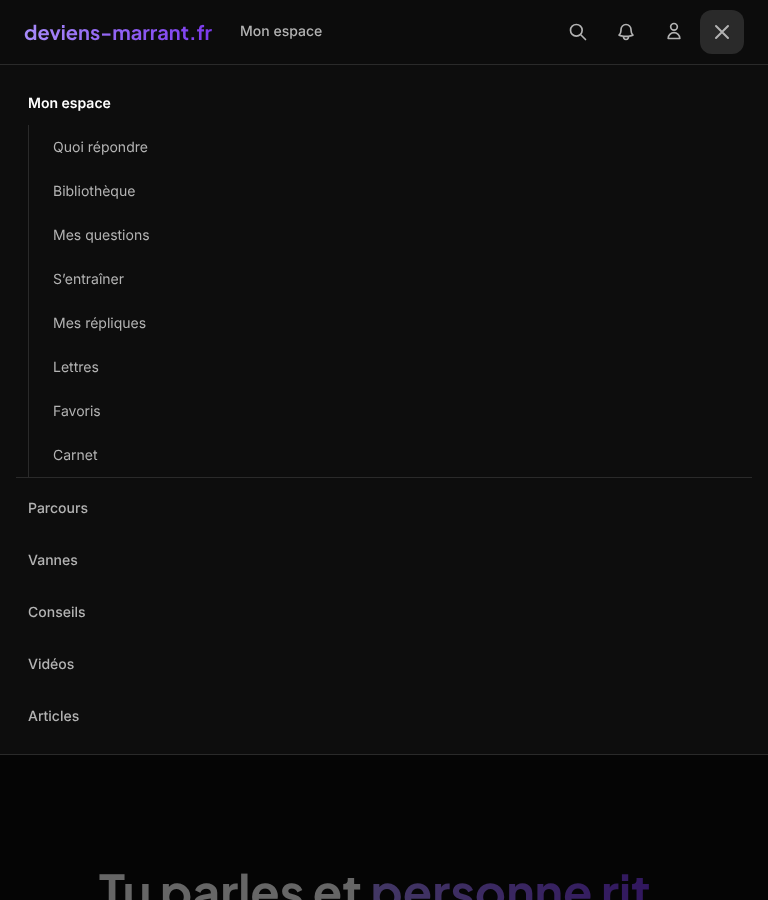 deviens-marrant.fr
Mon espace
Mon espace
Quoi répondre
Bibliothèque
Mes questions
S’entraîner
Mes répliques
Lettres
Favoris
Carnet
Parcours
Vannes
Conseils
Vidéos
Articles
Tu parles et personne rit